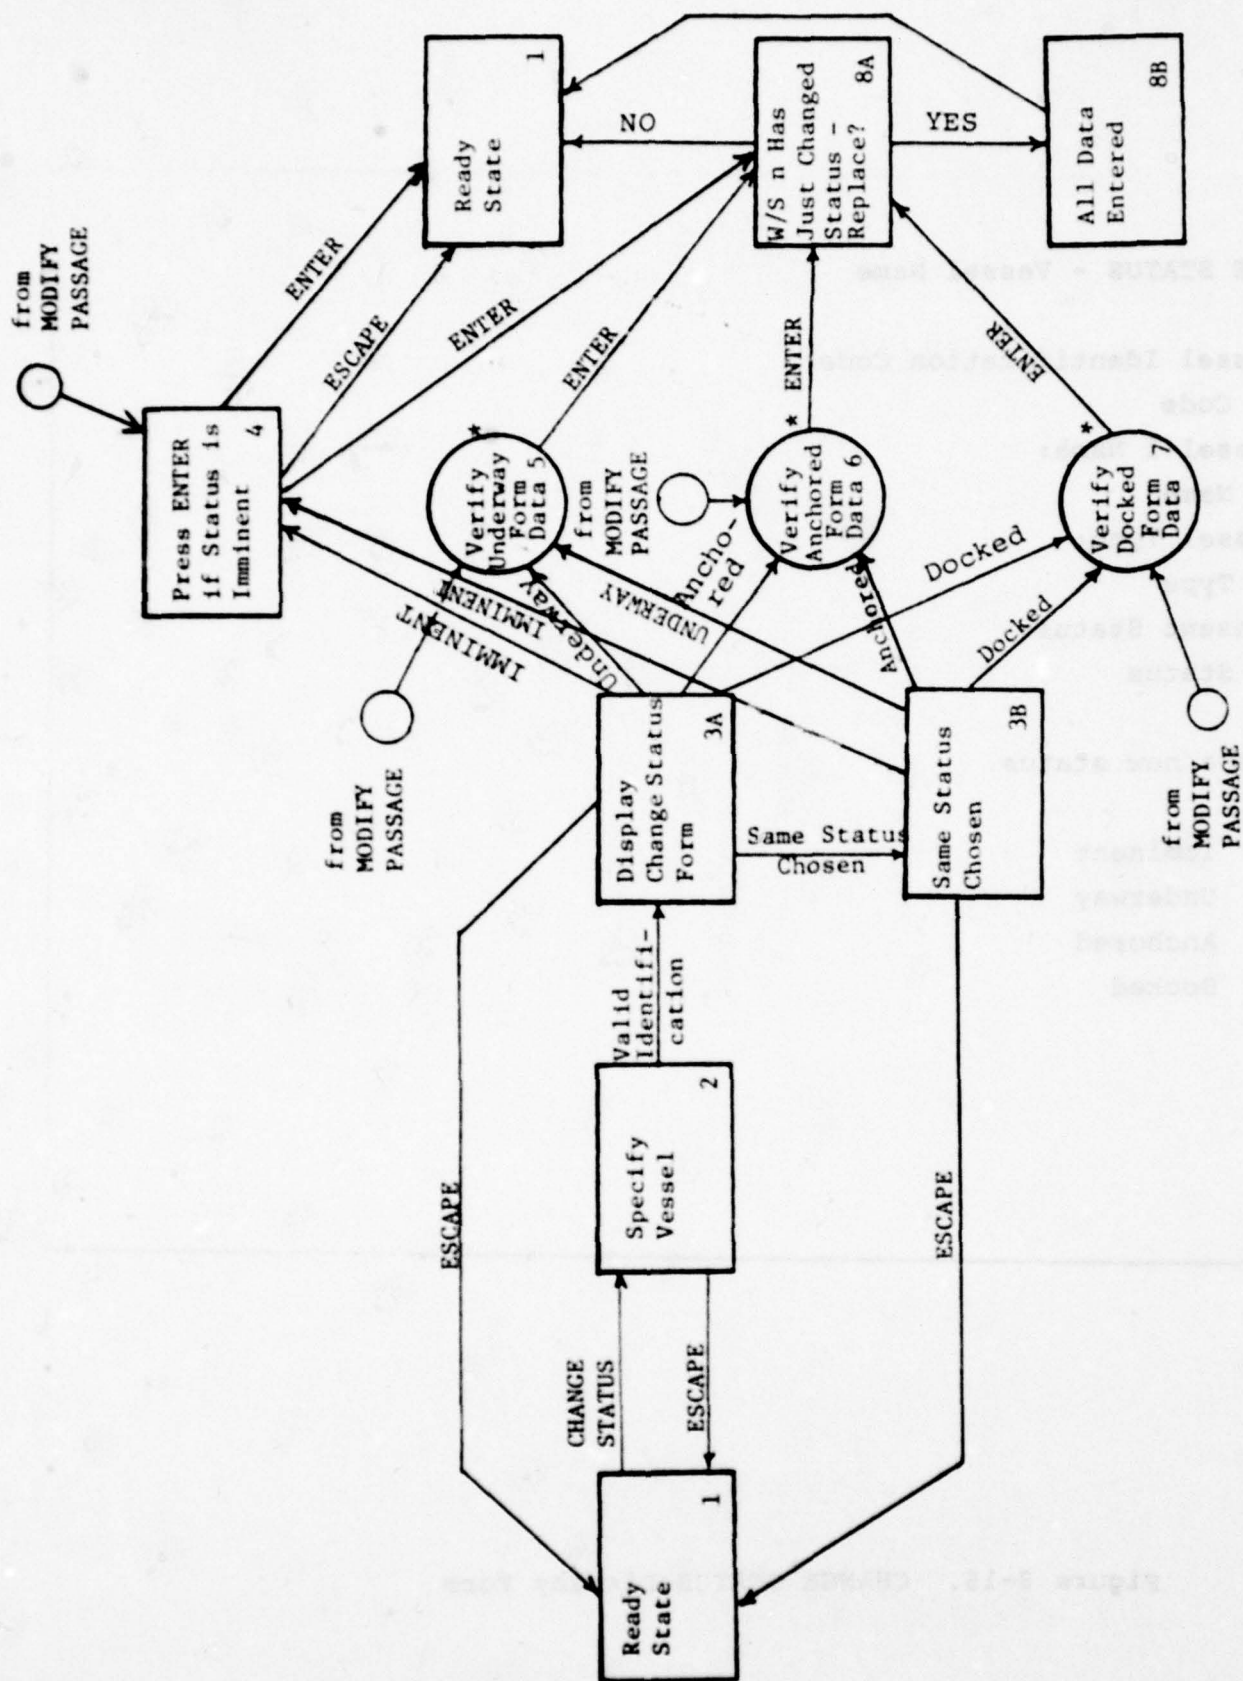 Ready
State
1
CHANGE
STATUS
ESCAPE
Specify
Vessel
2
Valid
Identifi-
cation
ESCAPE
ESCAPE
Display
Change Status
Form
3A
Same Status
Chosen
Same Status
Chosen
3B
from
MODIFY
PASSAGE
IMMINENT
IMMINENT
Underway
UNDERWAY
Ancho-
red
Anchored
Docked
Docked
from
MODIFY
PASSAGE
from
MODIFY
PASSAGE
from
MODIFY
PASSAGE
Press ENTER
if Status is
Imminent
4
Verify *
Underway
Form
Data 5
Verify *
Anchored
Form
Data 6
Verify *
Docked
Form
Data 7
ENTER
ESCAPE
ENTER
ENTER
ENTER
ENTER
Ready
State
1
NO
W/S n Has
Just Changed
Status -
Replace?
8A
YES
All Data
Entered
8B